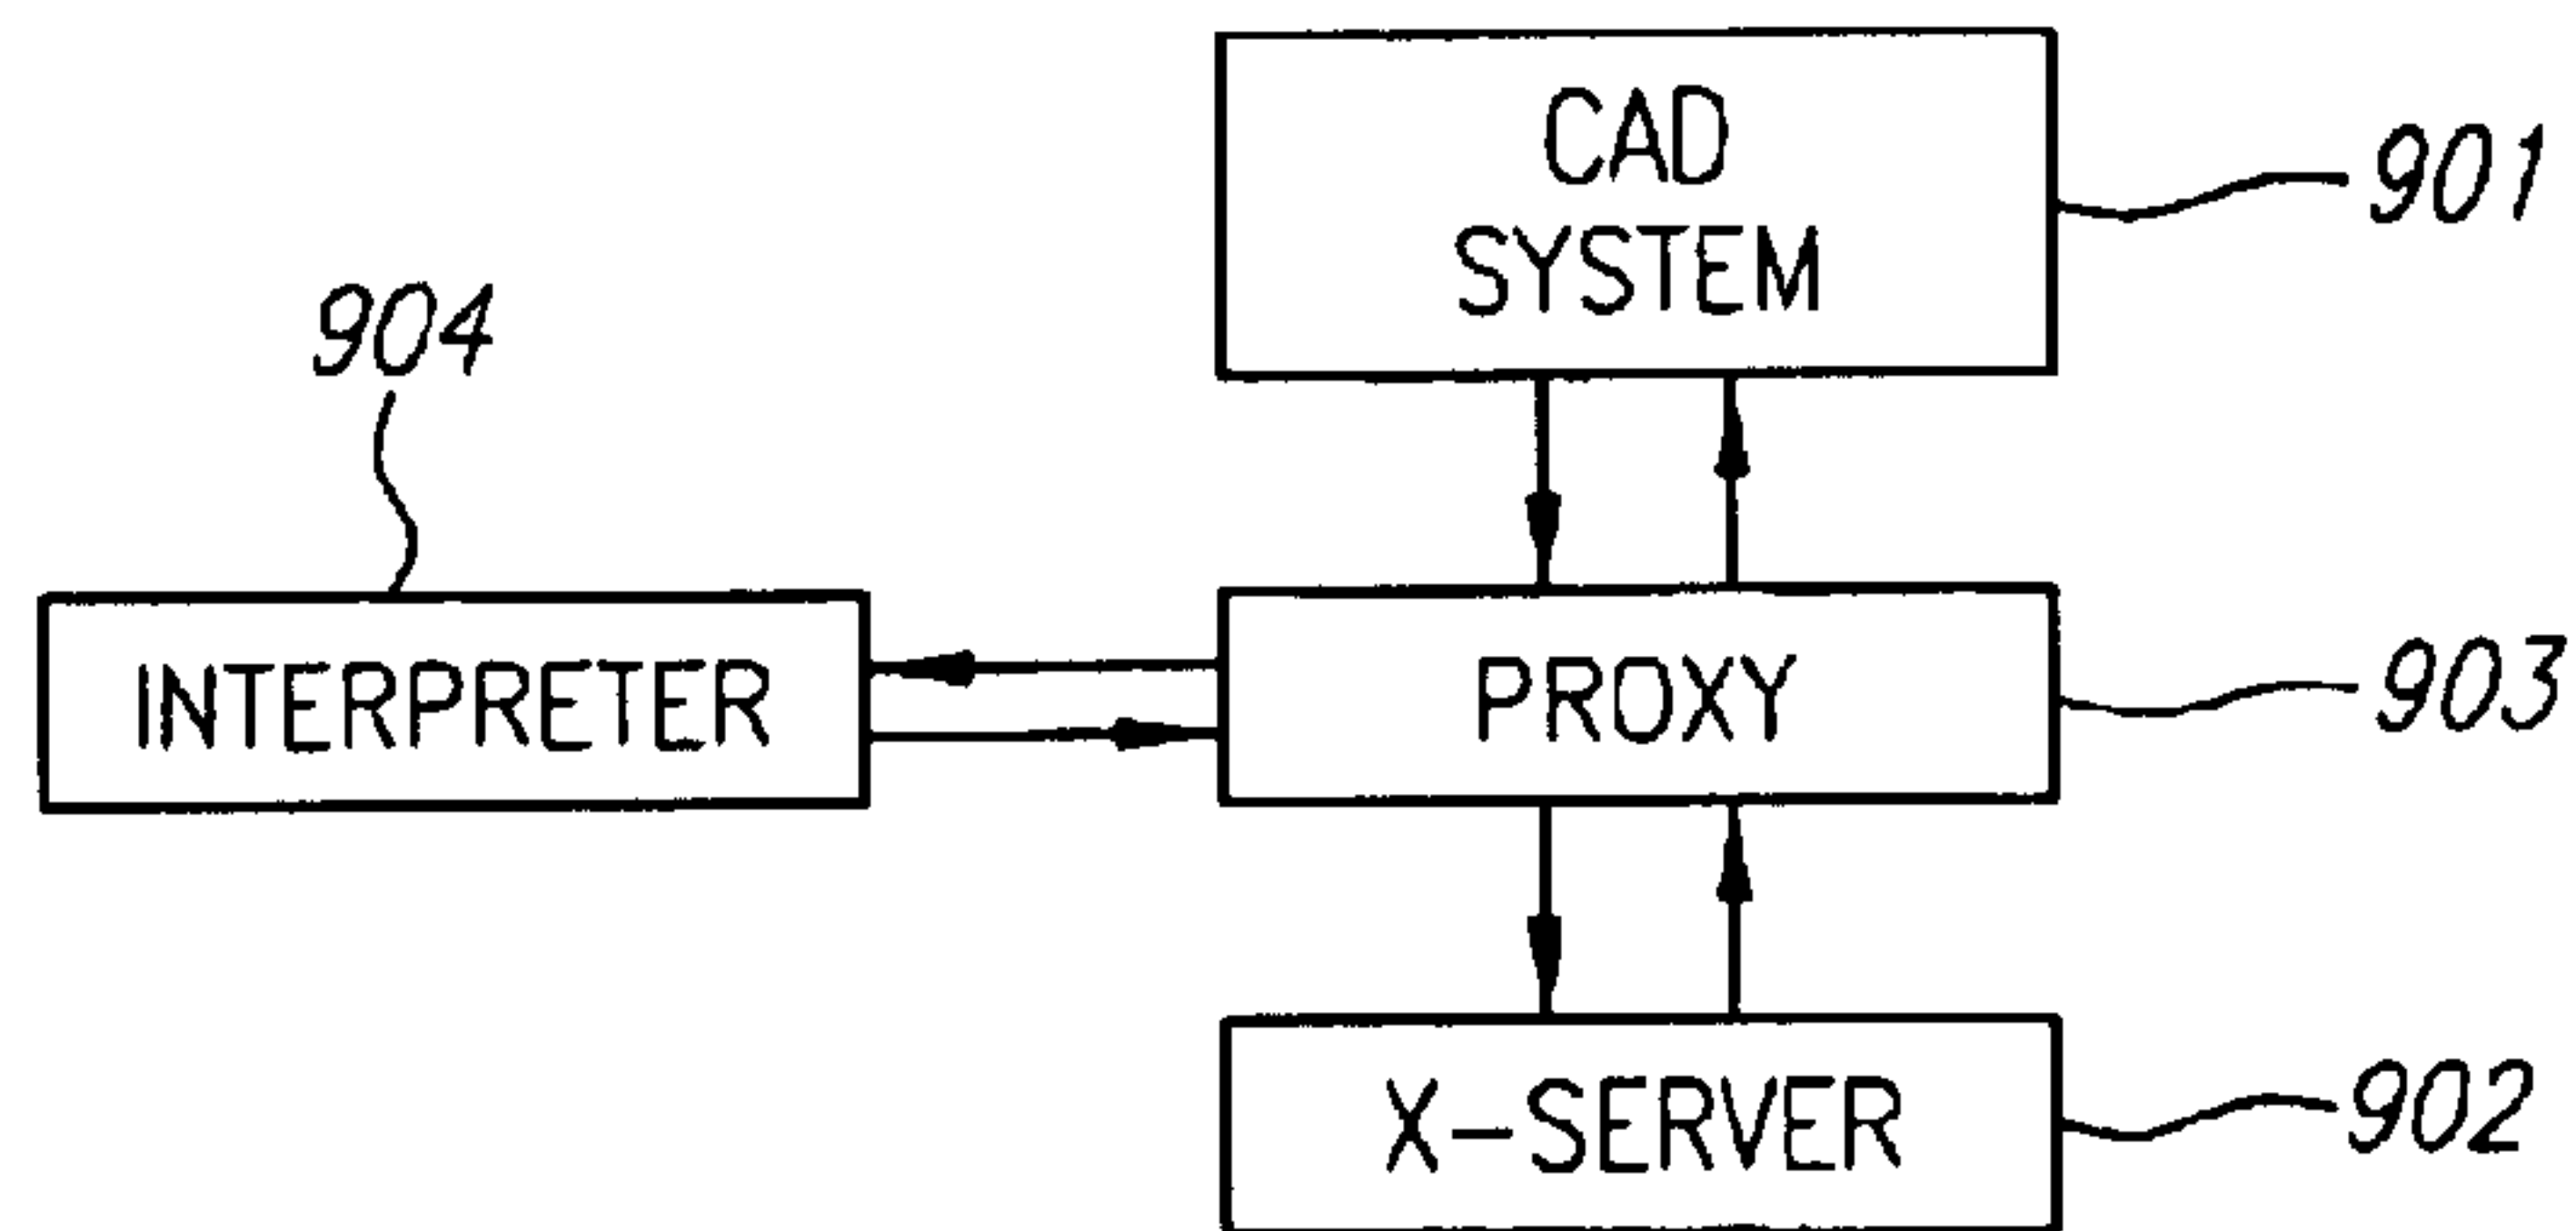 CAD
SYSTEM
901
904
INTERPRETER
PROXY
903
X-SERVER
902